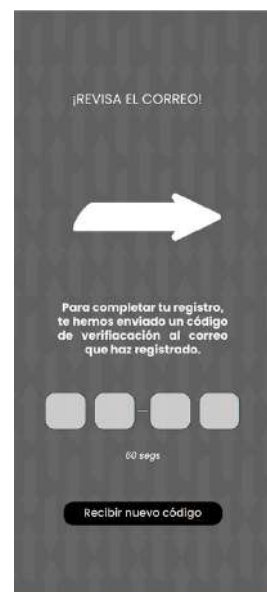 ¡REVISA EL CORREO!
Para completar tu registro,
te hemos enviado un código
de verifiacación al correo
que haz registrado.
60 segs
Recibir nuevo código